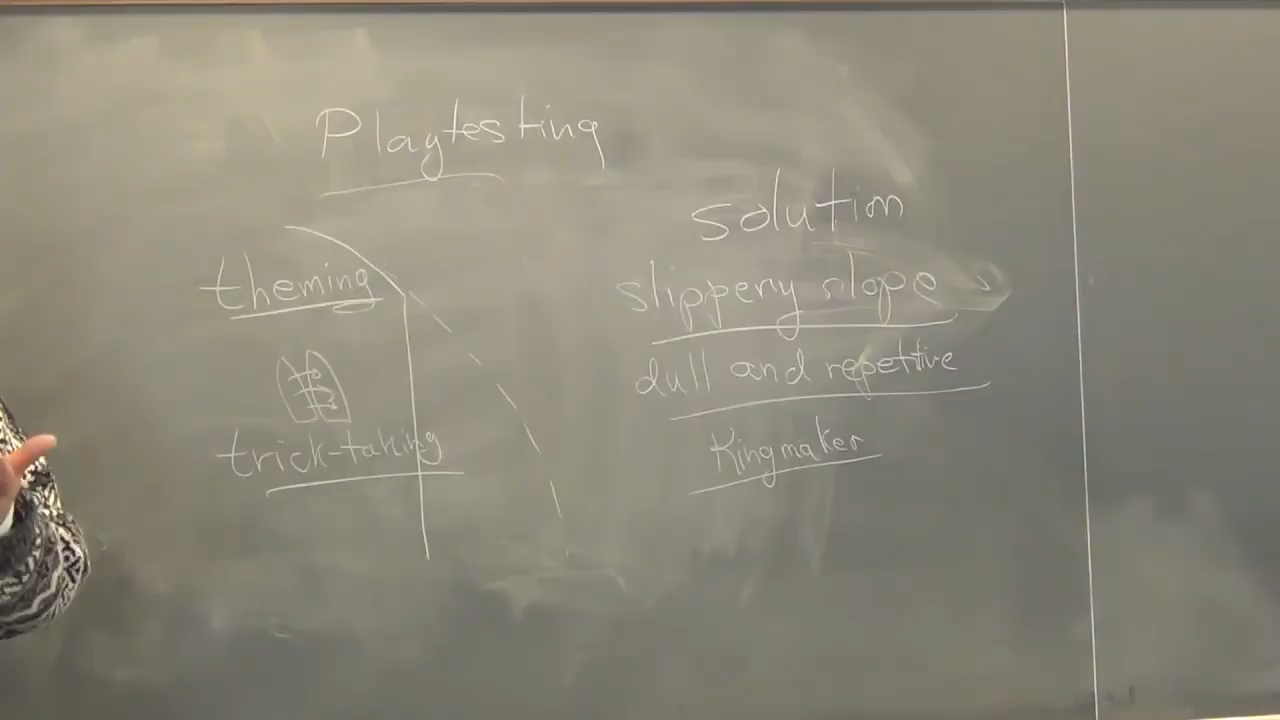 Playtesting
theming
trick-taking
solution
slippery slope
dull and repetitive
Kingmaker